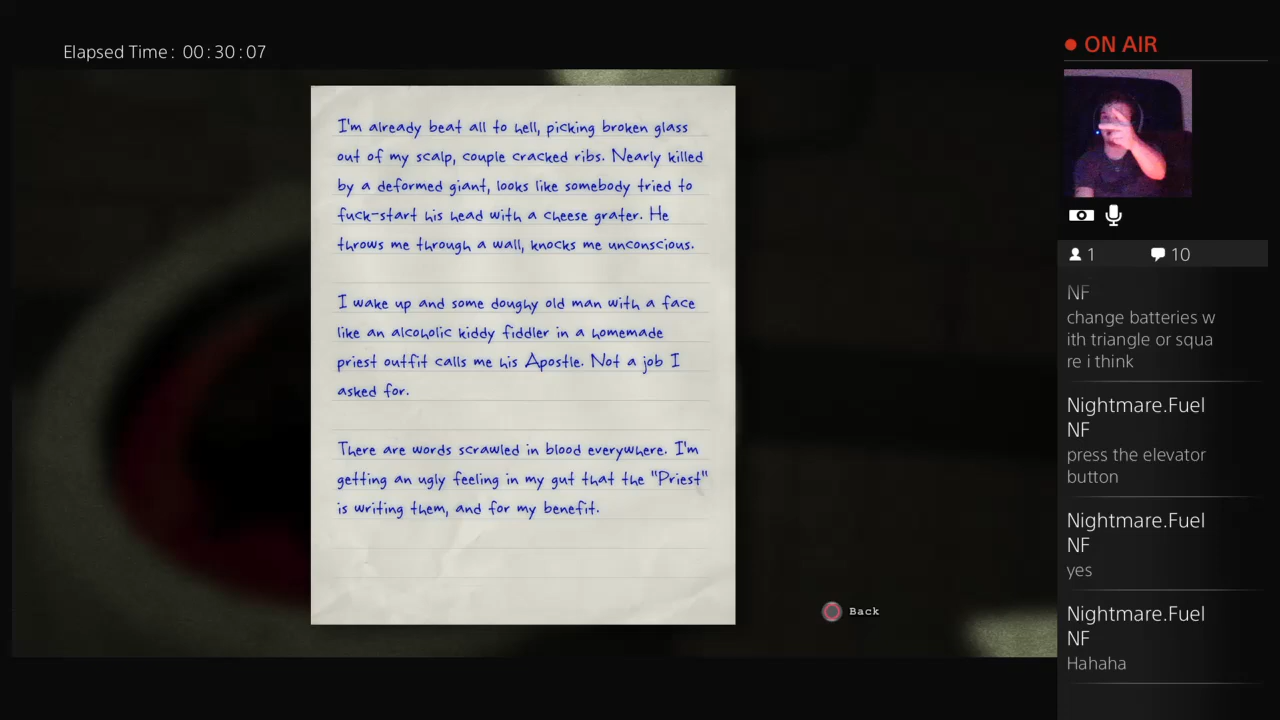 Elapsed Time: 00:30:07
ON AIR
I'm already beat all to hell, picking broken glass
out of my scalp, couple cracked ribs. Nearly killed
by a deformed giant, looks like somebody tried to
fuck-start his head with a cheese grater. He
throws me through a wall, knocks me unconscious.
I wake up and some doughy old man with a face
like an alcoholic kiddy fiddler in a homemade
priest outfit calls me his Apostle. Not a job I
asked for.
There are words scrawled in blood everywhere. I'm
getting an ugly feeling in my gut that the "Priest"
is writing them, and for my benefit.
Back
1
10
NF
change batteries w
ith triangle or squa
re i think
Nightmare.Fuel
NF
press the elevator
button
Nightmare.Fuel
NF
yes
Nightmare.Fuel
NF
Hahaha